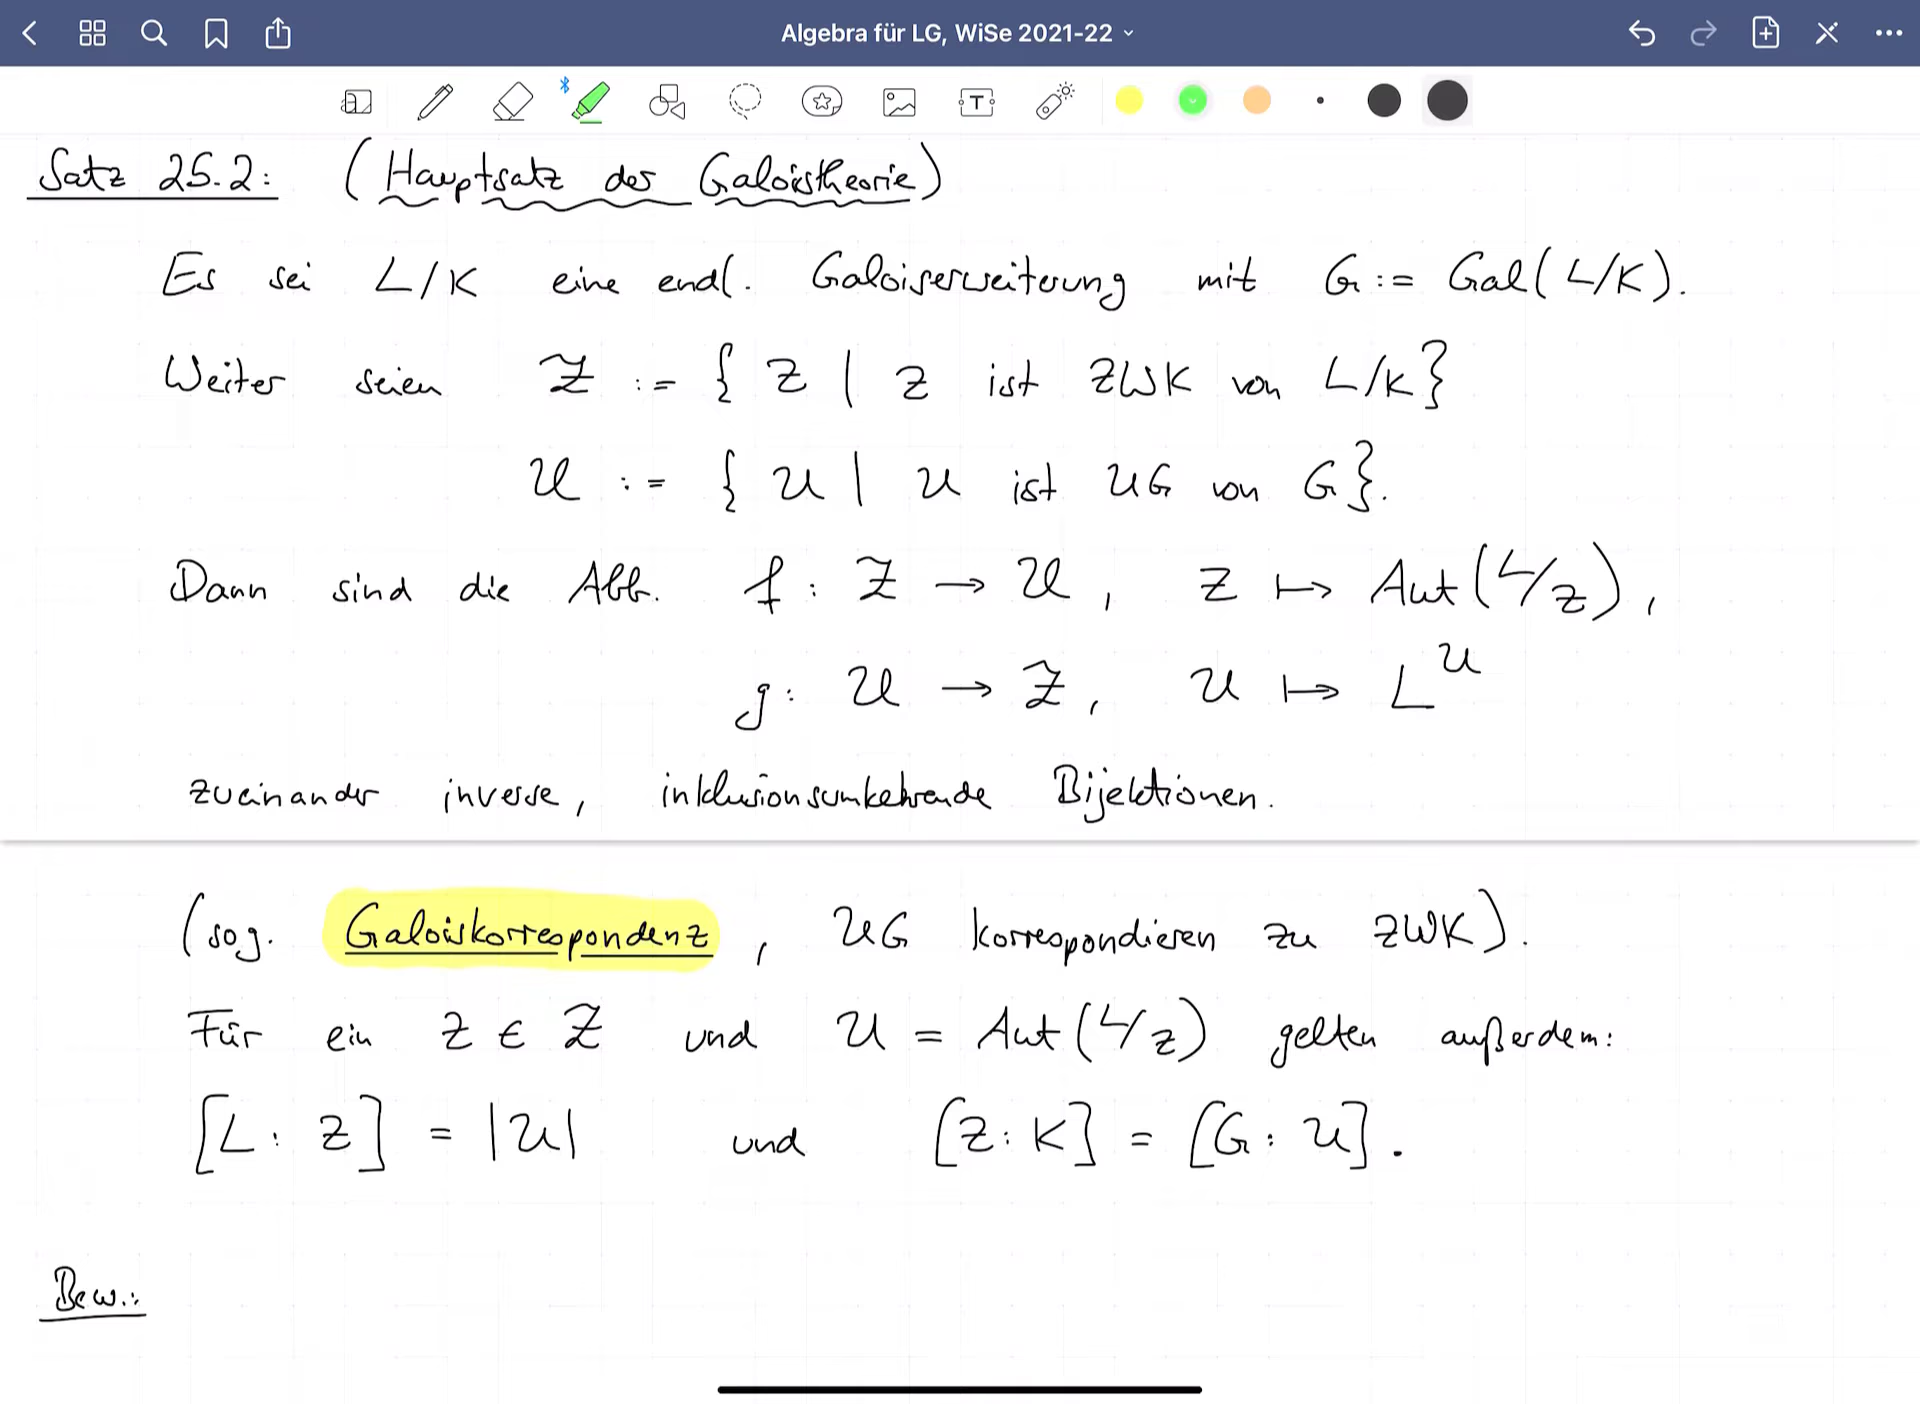 Algebra für LG, WiSe 2021-22
Satz 25.2: (Hauptsatz der Galoistheorie)
Es sei L/K eine endl. Galoiserweiterung mit G := Gal(L/K).
Weiter seien 𝒵 := { Z | Z ist ZWK von L/K}
𝒰 := { U | U ist UG von G}.
Dann sind die Abb. f : 𝒵 → 𝒰 , Z ↦ Aut(L/Z),
g : 𝒰 → 𝒵 , U ↦ L^U
zueinander inverse, inklusionsumkehrende Bijektionen.
(sog. Galoiskorrespondenz , UG korrespondieren zu ZWK).
Für ein Z ∈ 𝒵 und U = Aut(L/Z) gelten außerdem:
[L : Z] = |U| und [Z : K] = [G : U].
Bew.: